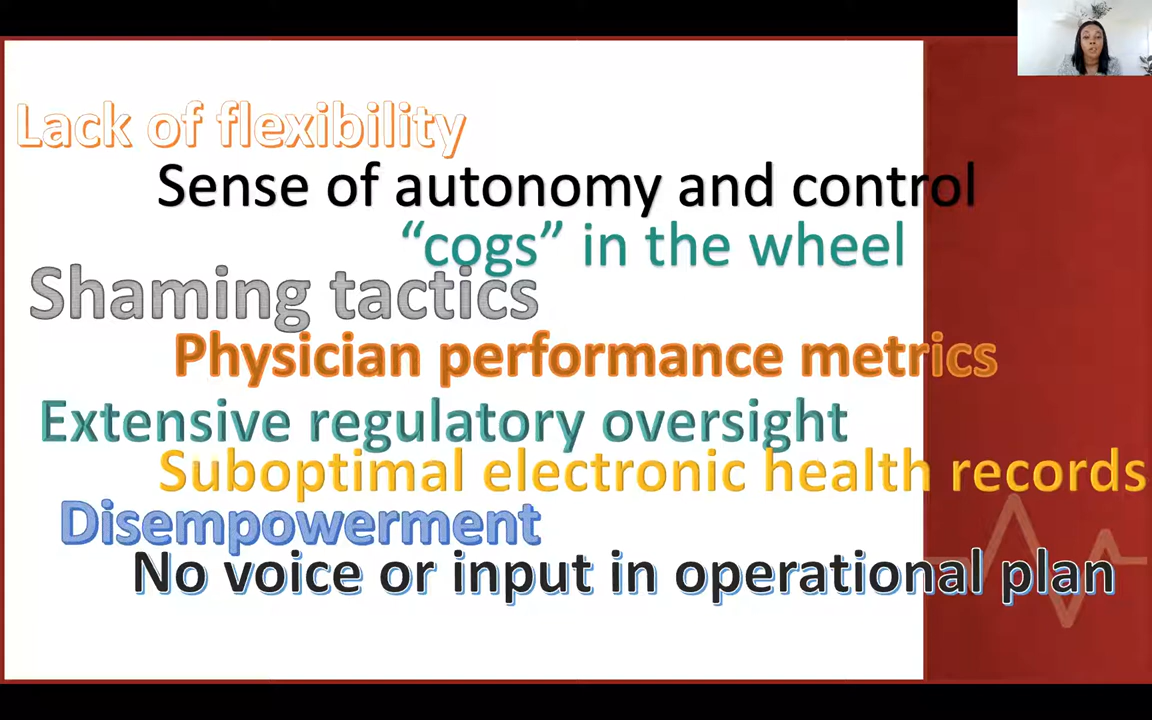 Lack of flexibility
Sense of autonomy and control
“cogs” in the wheel
Shaming tactics
Physician performance metrics
Extensive regulatory oversight
Suboptimal electronic health records
Disempowerment
No voice or input in operational plan